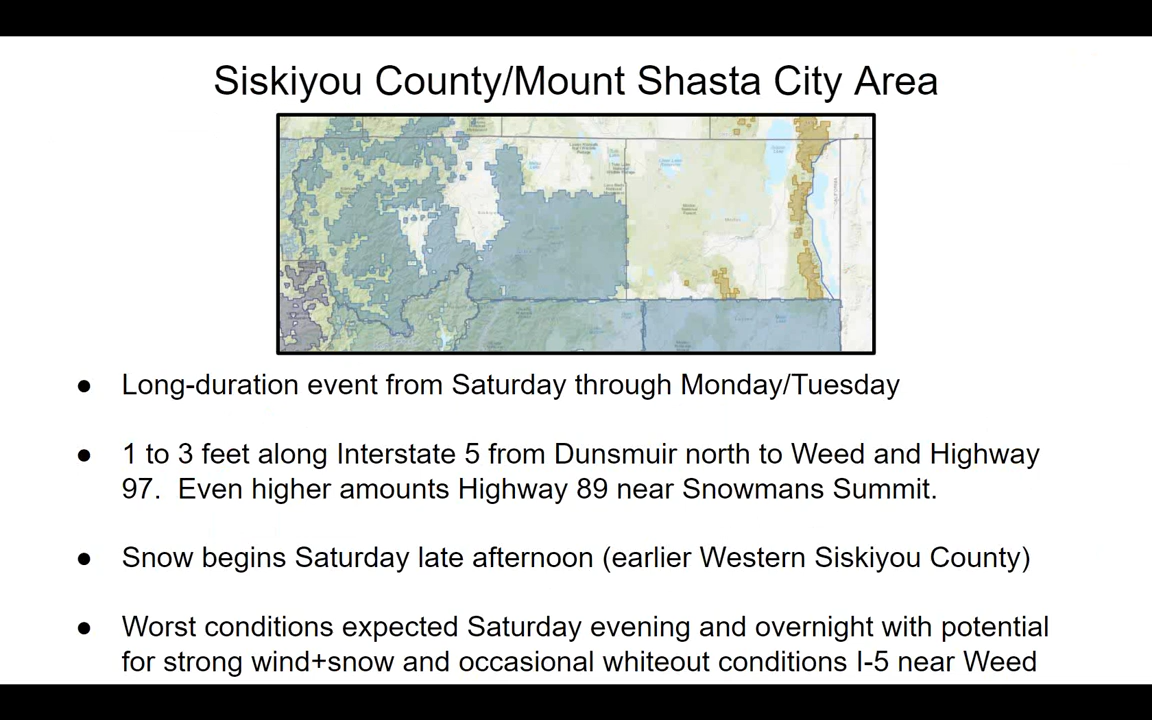 Siskiyou County/Mount Shasta City Area
● Long-duration event from Saturday through Monday/Tuesday
● 1 to 3 feet along Interstate 5 from Dunsmuir north to Weed and Highway
97.  Even higher amounts Highway 89 near Snowmans Summit.
● Snow begins Saturday late afternoon (earlier Western Siskiyou County)
● Worst conditions expected Saturday evening and overnight with potential
for strong wind+snow and occasional whiteout conditions I-5 near Weed